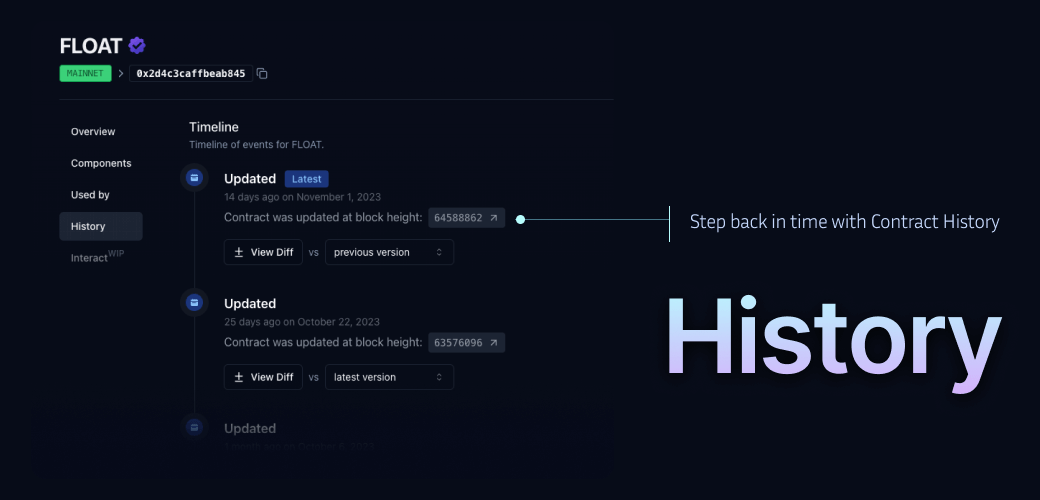 FLOAT
MAINNET > 0x2d4c3caffbeab845
Overview
Components
Used by
History
Interact WIP
Timeline
Timeline of events for FLOAT.
Updated Latest
14 days ago on November 1, 2023
Contract was updated at block height: 64588862
View Diff vs previous version
Updated
25 days ago on October 22, 2023
Contract was updated at block height: 63576096
View Diff vs latest version
Updated
Step back in time with Contract History
History